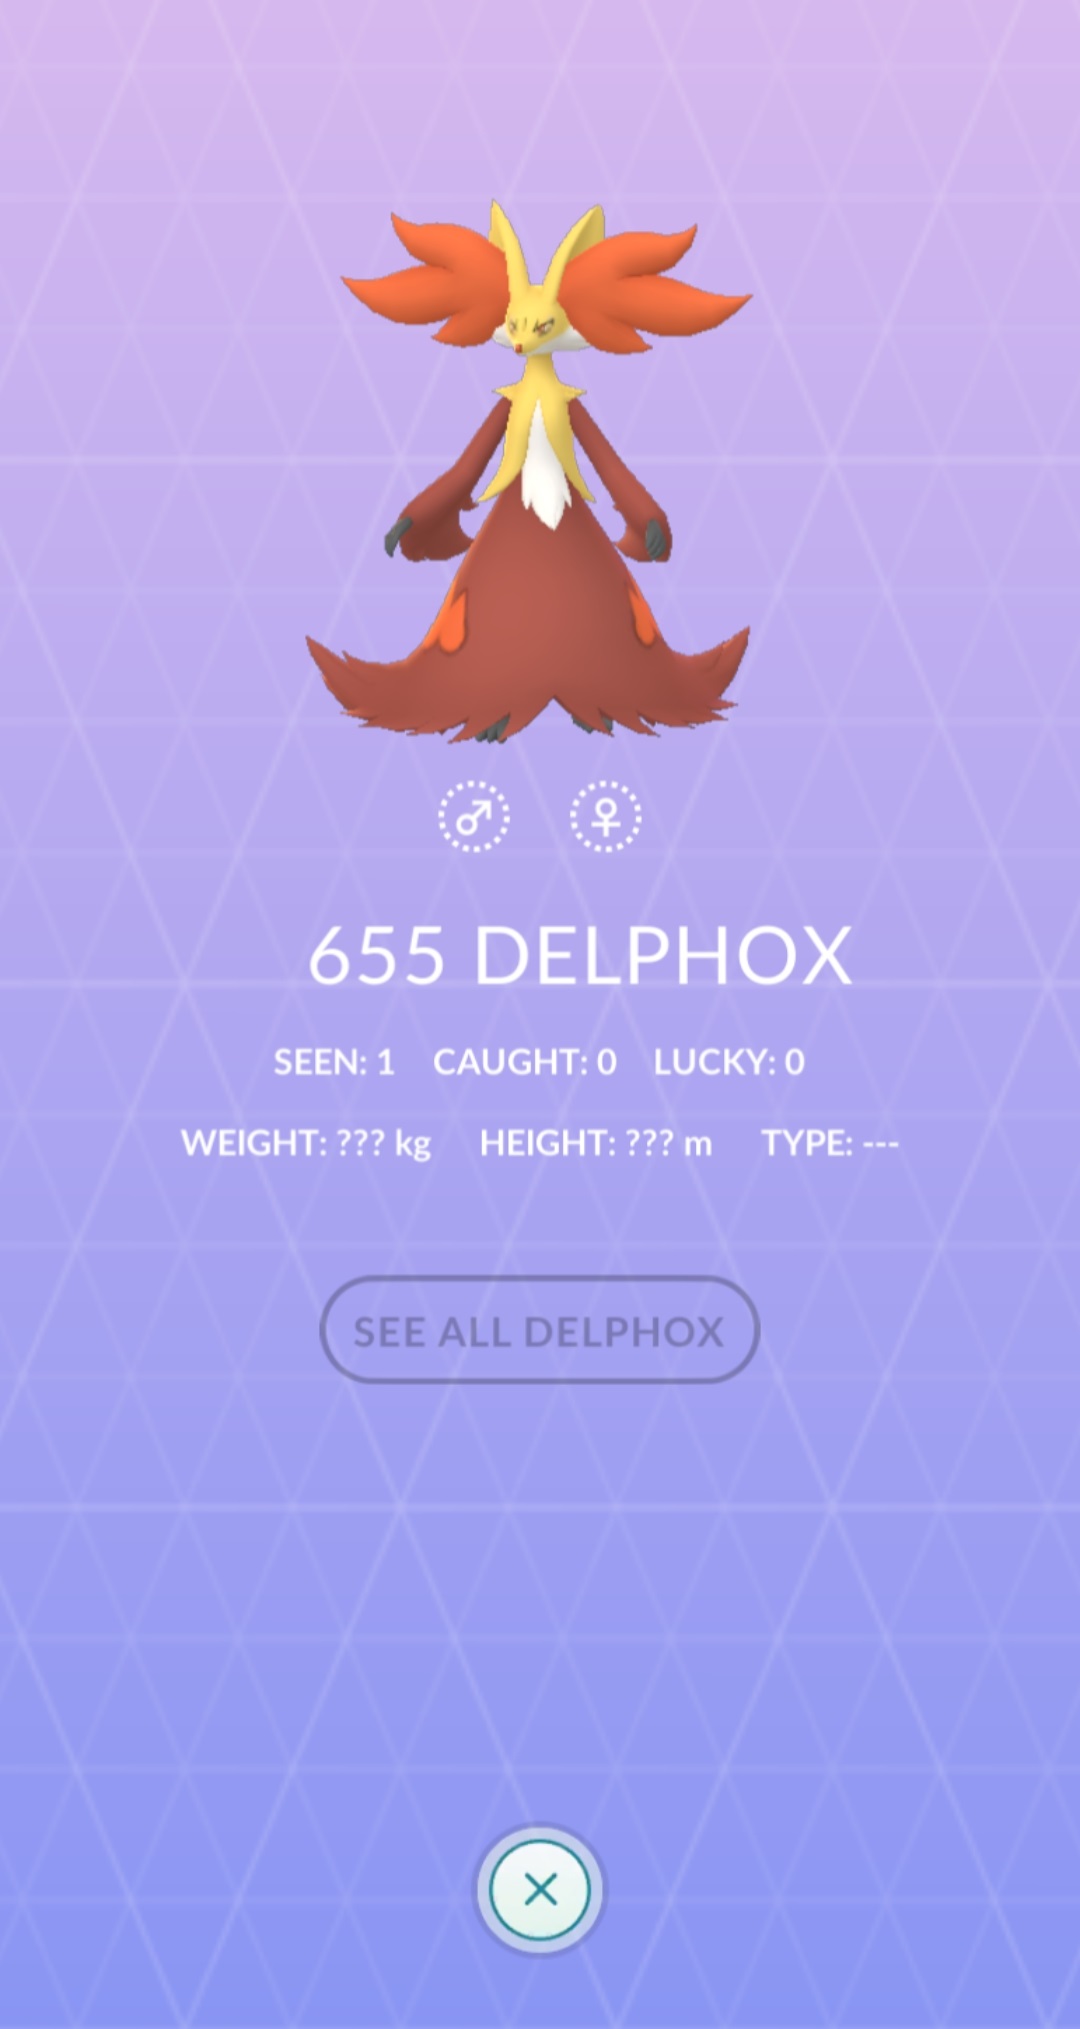 655 DELPHOX
SEEN: 1 CAUGHT: 0 LUCKY: 0
WEIGHT: ??? kg HEIGHT: ??? m TYPE: ---
SEE ALL DELPHOX